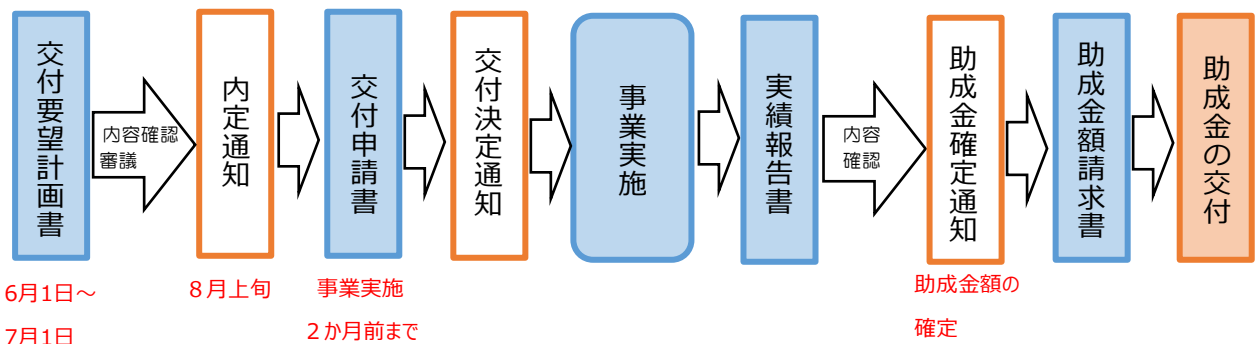 交付要望計画書
内容確認
審議
内定通知
交付申請書
交付決定通知
事業実施
実績報告書
内容
確認
助成金確定通知
助成金額請求書
助成金の交付
6月1日～
7月1日
８月上旬
事業実施
２か月前まで
助成金額の
確定